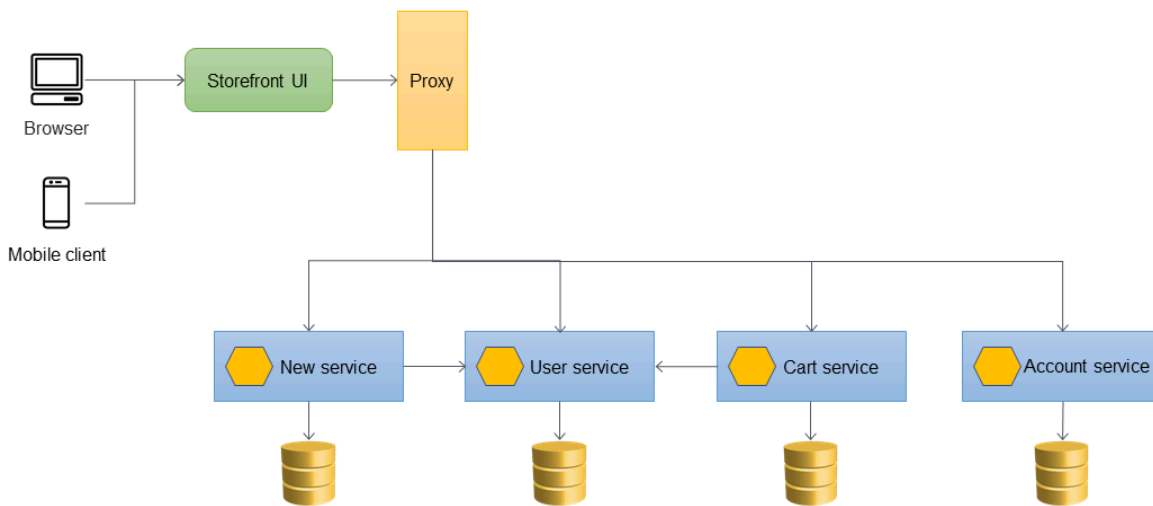 Storefront UI
Proxy
Browser
Mobile client
New service
User service
Cart service
Account service